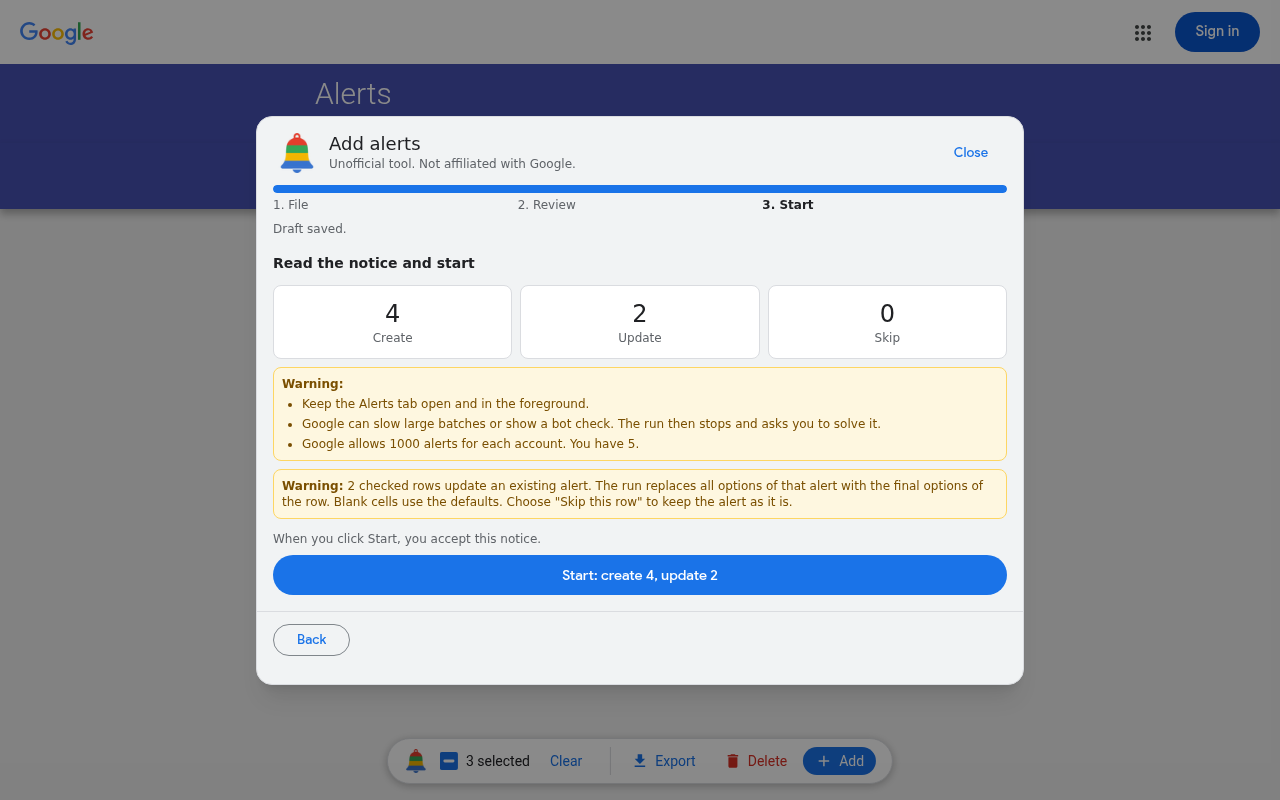 Google
Sign in
Alerts
Add alerts
Unofficial tool. Not affiliated with Google.
Close
1. File
2. Review
3. Start
Draft saved.
Read the notice and start
4
Create
2
Update
0
Skip
Warning:
• Keep the Alerts tab open and in the foreground.
• Google can slow large batches or show a bot check. The run then stops and asks you to solve it.
• Google allows 1000 alerts for each account. You have 5.
Warning: 2 checked rows update an existing alert. The run replaces all options of that alert with the final options of
the row. Blank cells use the defaults. Choose "Skip this row" to keep the alert as it is.
When you click Start, you accept this notice.
Start: create 4, update 2
Back
3 selected
Clear
Export
Delete
Add